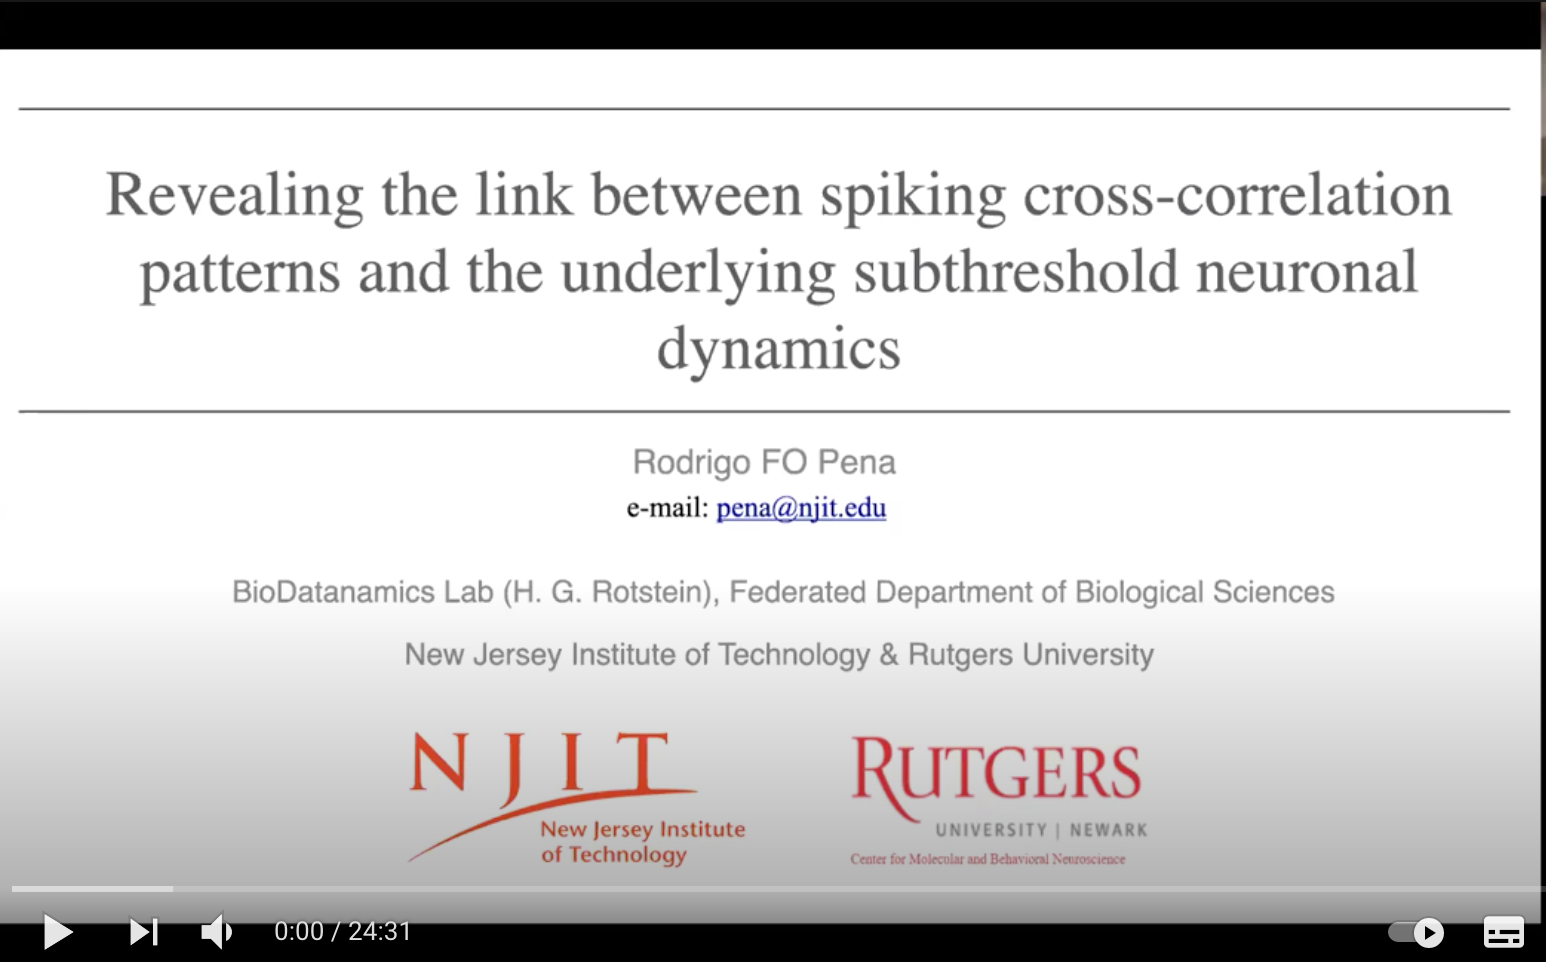 Revealing the link between spiking cross-correlation
patterns and the underlying subthreshold neuronal
dynamics
Rodrigo FO Pena
e-mail: pena@njit.edu
BioDatanamics Lab (H. G. Rotstein), Federated Department of Biological Sciences
New Jersey Institute of Technology & Rutgers University
NJIT
New Jersey Institute
of Technology
RUTGERS
UNIVERSITY | NEWARK
Center for Molecular and Behavioral Neuroscience
0:00 / 24:31